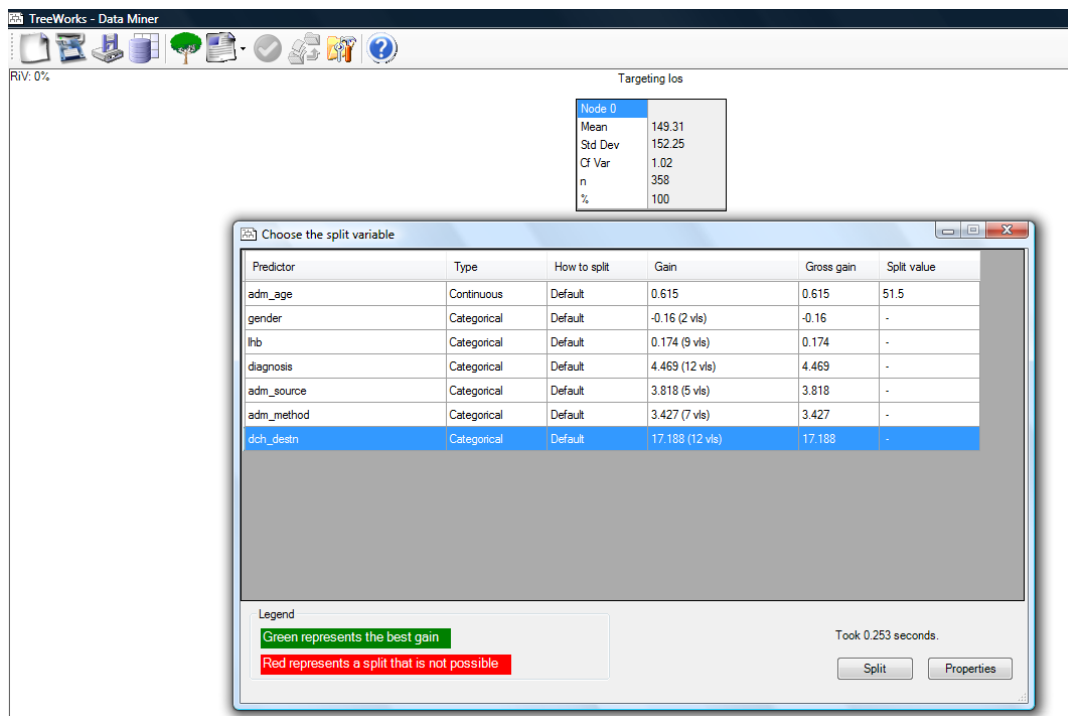 TreeWorks - Data Miner
RiV: 0%
Targeting los
Node 0
Mean 149.31
Std Dev 152.25
Cf Var 1.02
n 358
% 100
Choose the split variable
Predictor Type How to split Gain Gross gain Split value
adm_age Continuous Default 0.615 0.615 51.5
gender Categorical Default -0.16 (2 vls) -0.16 -
lhb Categorical Default 0.174 (9 vls) 0.174 -
diagnosis Categorical Default 4.469 (12 vls) 4.469 -
adm_source Categorical Default 3.818 (5 vls) 3.818 -
adm_method Categorical Default 3.427 (7 vls) 3.427 -
dch_destn Categorical Default 17.188 (12 vls) 17.188 -
Legend
Green represents the best gain
Red represents a split that is not possible
Took 0.253 seconds.
Split Properties